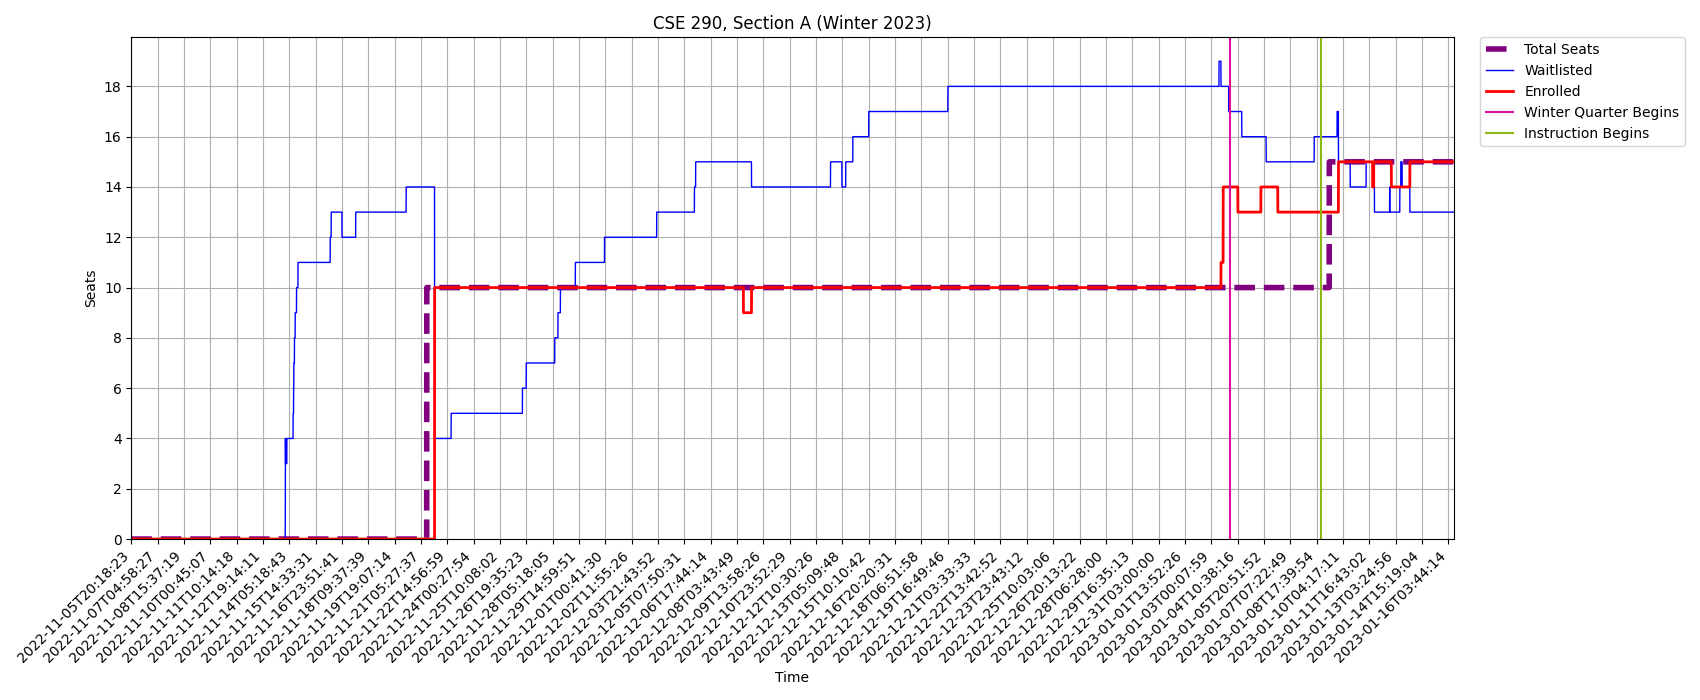 CSE 290, Section A (Winter 2023)
Total Seats
Waitlisted
Enrolled
Winter Quarter Begins
Instruction Begins
Seats
18
16
14
12
10
8
6
4
2
0
2022-11-05T20:18:23
2022-11-07T04:58:27
2022-11-08T15:37:19
2022-11-10T00:45:07
2022-11-11T10:14:18
2022-11-12T19:14:11
2022-11-14T05:18:43
2022-11-15T14:33:31
2022-11-16T23:51:41
2022-11-18T09:37:39
2022-11-19T19:07:14
2022-11-21T05:27:37
2022-11-22T14:56:59
2022-11-24T00:27:54
2022-11-25T10:08:02
2022-11-26T19:35:23
2022-11-28T05:18:05
2022-11-29T14:59:51
2022-12-01T00:41:30
2022-12-02T11:55:26
2022-12-03T21:43:52
2022-12-05T07:50:31
2022-12-06T17:44:14
2022-12-08T03:43:49
2022-12-09T13:58:26
2022-12-10T23:52:29
2022-12-12T10:30:26
2022-12-13T15:09:48
2022-12-15T10:10:42
2022-12-16T20:20:31
2022-12-18T06:51:58
2022-12-19T16:49:46
2022-12-21T03:33:33
2022-12-22T13:42:52
2022-12-23T23:43:12
2022-12-25T10:03:06
2022-12-26T20:13:22
2022-12-28T06:28:00
2022-12-29T16:35:13
2022-12-31T03:00:00
2023-01-01T13:52:26
2023-01-03T00:07:59
2023-01-04T10:38:16
2023-01-05T20:51:52
2023-01-07T07:22:49
2023-01-08T17:39:54
2023-01-10T04:17:11
2023-01-11T16:43:02
2023-01-13T03:24:56
2023-01-14T15:19:04
2023-01-16T03:44:14
Time